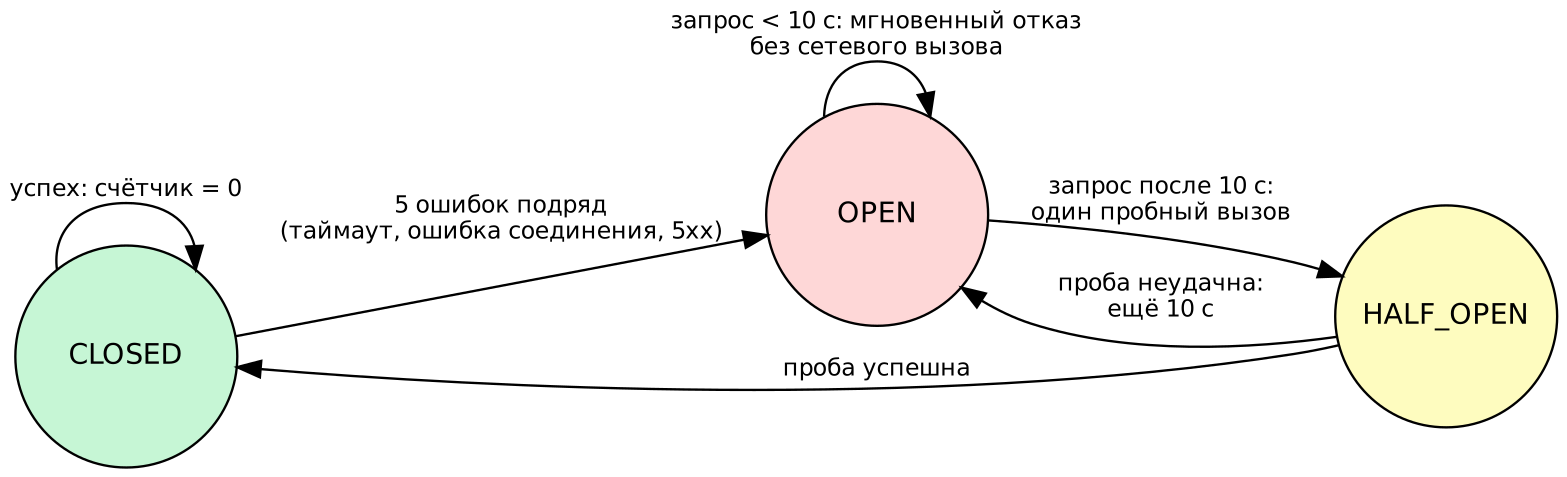 запрос < 10 с: мгновенный отказ
без сетевого вызова
успех: счётчик = 0
5 ошибок подряд
(таймаут, ошибка соединения, 5xx)
OPEN
запрос после 10 с:
один пробный вызов
проба неудачна:
ещё 10 с
HALF_OPEN
CLOSED
проба успешна